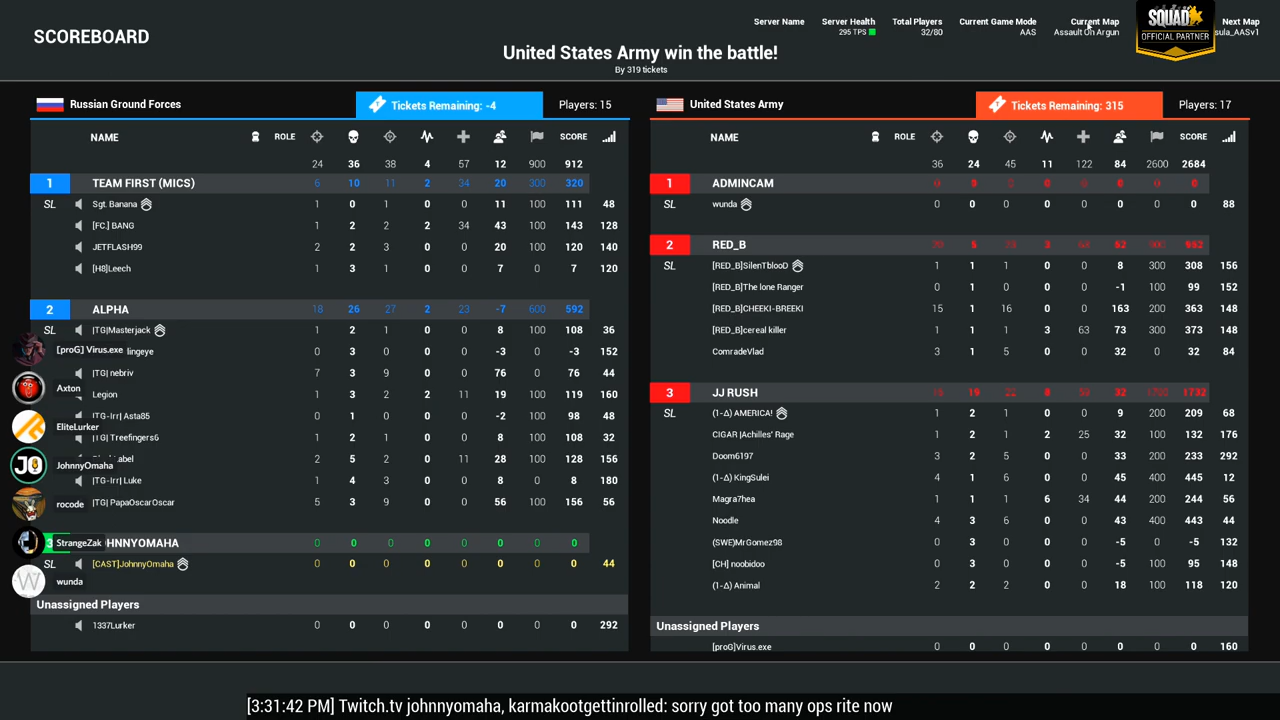 SCOREBOARD
Server Name Server Health Total Players Current Game Mode Current Map Next Map
295 TPS 32/80 AAS Assault On Argun sula_AASv1
SQUAD
OFFICIAL PARTNER
United States Army win the battle!
By 319 tickets
Russian Ground Forces Tickets Remaining: -4 Players: 15
NAME ROLE SCORE
24 36 38 4 57 12 900 912
1 TEAM FIRST (MICS) 6 10 11 2 34 20 300 320
SL Sgt. Banana 1 0 1 0 0 11 100 111 48
[FC.] BANG 1 2 2 2 34 43 100 143 128
JETFLASH99 2 2 3 0 0 20 100 120 140
[H8]Leech 1 3 1 0 0 7 0 7 120
2 ALPHA 18 26 27 2 23 -7 600 592
SL |TG|Masterjack 1 2 1 0 0 8 100 108 36
[proG] Virus.exe lingeye 0 3 0 0 0 -3 0 -3 152
|TG| nebriv 7 3 9 0 0 76 0 76 44
Axton
Legion 1 3 2 2 11 19 100 119 160
|TG-Irr| Asta85 0 1 0 0 0 -2 100 98 48
EliteLurker
|TG| Treefingers6 1 2 1 0 0 8 100 108 32
JohnnyOmaha
Label 2 5 2 0 11 28 100 128 156
|TG-Irr| Luke 1 4 3 0 0 8 0 8 180
|TG| PapaOscarOscar 5 3 9 0 0 56 100 156 56
rocode
3 HNNYOMAHA 0 0 0 0 0 0 0 0
StrangeZak
SL [CAST]JohnnyOmaha 0 0 0 0 0 0 0 0 44
wunda
Unassigned Players
1337Lurker 0 0 0 0 0 0 0 0 292
United States Army Tickets Remaining: 315 Players: 17
NAME ROLE SCORE
36 24 45 11 122 84 2600 2684
1 ADMINCAM 0 0 0 0 0 0 0 0
SL wunda 0 0 0 0 0 0 0 0 88
2 RED_B 52 952
SL [RED_B]SilenTblooD 1 1 1 0 0 8 300 308 156
[RED_B]The lone Ranger 0 1 0 0 0 -1 100 99 152
[RED_B]CHEEKI-BREEKI 15 1 16 0 0 163 200 363 148
[RED_B]cereal killer 1 1 1 3 63 73 300 373 148
ComradeVlad 3 1 5 0 0 32 0 32 84
3 JJ RUSH 19 22 32 1700 1732
SL (1-Δ) AMERICA! 1 2 1 0 0 9 200 209 68
CIGAR |Achilles' Rage 1 2 1 2 25 32 100 132 176
Doom6197 3 2 5 0 0 33 200 233 292
(1-Δ) KingSulei 4 1 6 0 0 45 400 445 12
Magra7hea 1 1 1 6 34 44 200 244 56
Noodle 4 3 6 0 0 43 400 443 44
(SWE)MrGomez98 0 3 0 0 0 -5 0 -5 132
[CH] noobidoo 0 3 0 0 0 -5 100 95 148
(1-Δ) Animal 2 2 2 0 0 18 100 118 120
Unassigned Players
[proG]Virus.exe 0 0 0 0 0 0 0 0 160
[3:31:42 PM] Twitch.tv johnnyomaha, karmakootgettinrolled: sorry got too many ops rite now